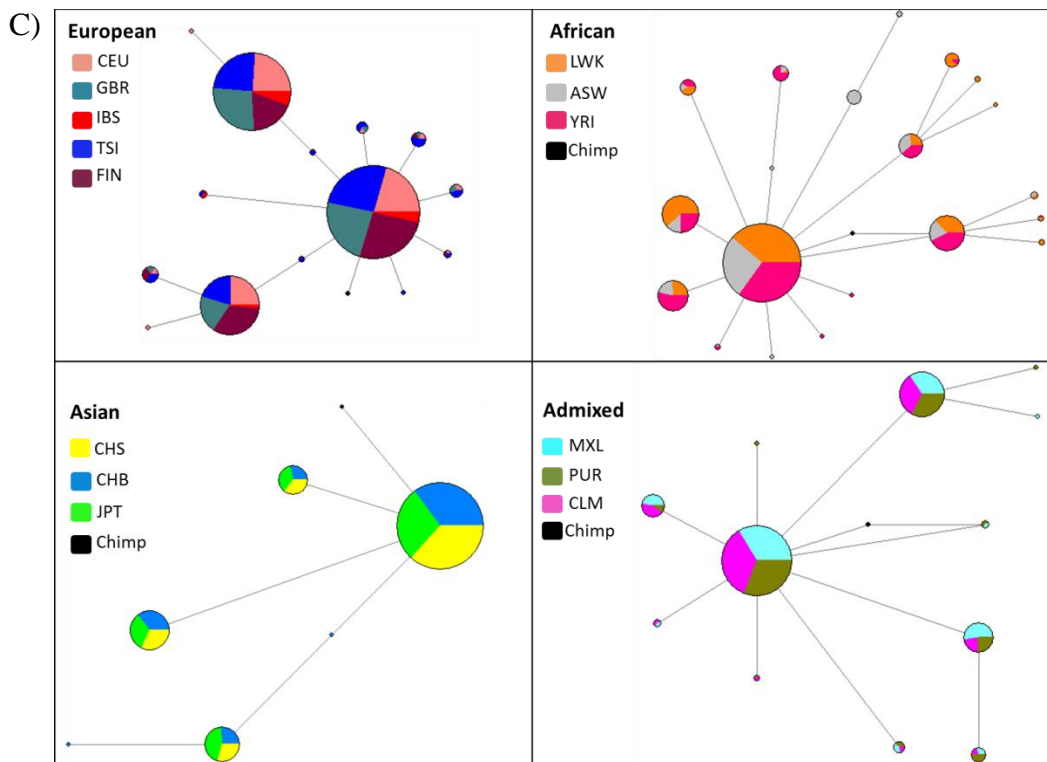 C)
European
CEU
GBR
IBS
TSI
FIN
African
LWK
ASW
YRI
Chimp
Asian
CHS
CHB
JPT
Chimp
Admixed
MXL
PUR
CLM
Chimp